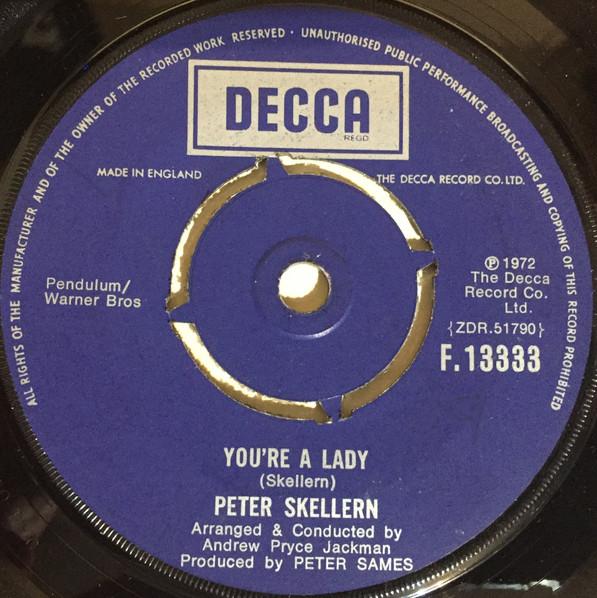 ALL RIGHTS OF THE MANUFACTURER AND OF THE OWNER OF THE RECORDED WORK RESERVED · UNAUTHORISED PUBLIC PERFORMANCE BROADCASTING AND COPYING OF THIS RECORD PROHIBITED
DECCA
REGD
MADE IN ENGLAND
THE DECCA RECORD CO. LTD.
Pendulum/
Warner Bros
℗ 1972
The Decca
Record Co.
Ltd.
{ZDR.51790}
F.13333
YOU'RE A LADY
(Skellern)
PETER SKELLERN
Arranged & Conducted by
Andrew Pryce Jackman
Produced by PETER SAMES